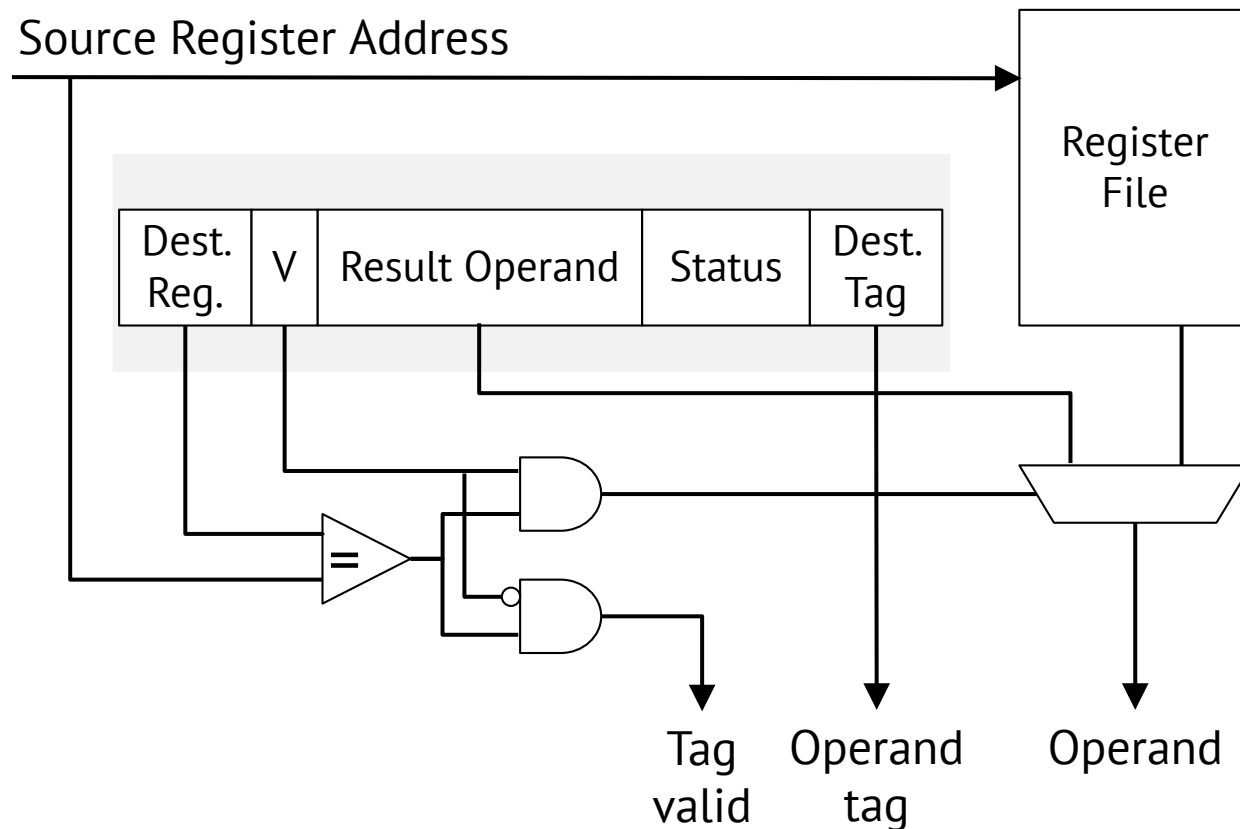 Source Register Address
Register
File
Dest.
Reg.
V
Result Operand
Status
Dest.
Tag
=
Tag
valid
Operand
tag
Operand